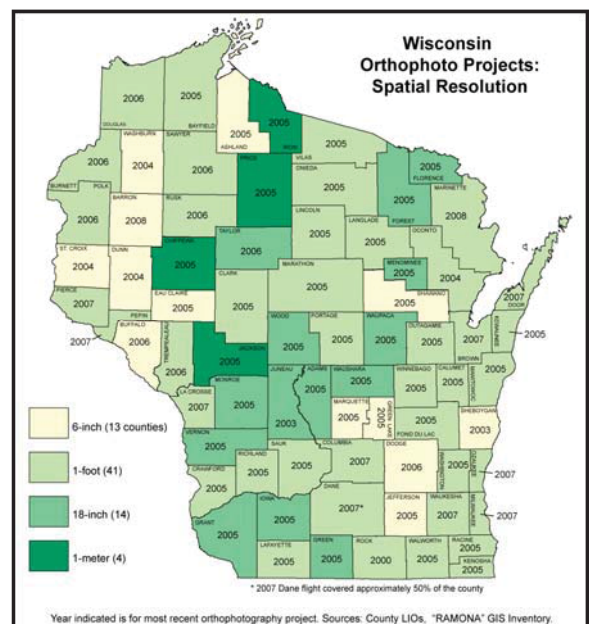 Wisconsin
Orthophoto Projects:
Spatial Resolution
2006
DOUGLAS
2005
BAYFIELD
2005
ASHLAND
2005
IRON
2005
VILAS
WASHBURN
2004
SAWYER
2006
PRICE
2005
ONEIDA
2005
2005
FLORENCE
2005
FOREST
MARINETTE
2008
2006
BURNETT
POLK
2006
BARRON
2008
RUSK
2006
LINCOLN
2005
LANGLADE
2005
OCONTO
2004
TAYLOR
2006
CHIPPEWA
2005
ST. CROIX
2004
DUNN
2004
CLARK
2005
MARATHON
2005
MENOMINEE
2005
SHAWANO
2005
PIERCE
2007
PEPIN
2007
EAU CLAIRE
2005
BUFFALO
2006
TREMPEALEAU
2005
JACKSON
2005
WOOD
2005
PORTAGE
2005
WAUPACA
2005
OUTAGAMIE
2005
2007
BROWN
2007
DOOR
KEWAUNEE
2005
LA CROSSE
2007
MONROE
2005
JUNEAU
2003
ADAMS
2005
WAUSHARA
2005
WINNEBAGO
2005
CALUMET
2005
MANITOWOC
2005
MARQUETTE
2005
GREEN LAKE
2005
2005
FOND DU LAC
SHEBOYGAN
2003
VERNON
2005
CRAWFORD
2005
RICHLAND
2005
SAUK
2005
COLUMBIA
2007
DODGE
2006
WASHINGTON
2005
OZAUKEE
2007
GRANT
2005
IOWA
2005
DANE
2007*
JEFFERSON
2005
WAUKESHA
2007
MILWAUKEE
2007
2007
LAFAYETTE
2005
GREEN
2005
ROCK
2000
WALWORTH
2005
RACINE
2005
KENOSHA
2005
6-inch (13 counties)
1-foot (41)
18-inch (14)
1-meter (4)
* 2007 Dane flight covered approximately 50% of the county
Year indicated is for most recent orthophotography project. Sources: County LIOs, "RAMONA" GIS Inventory.